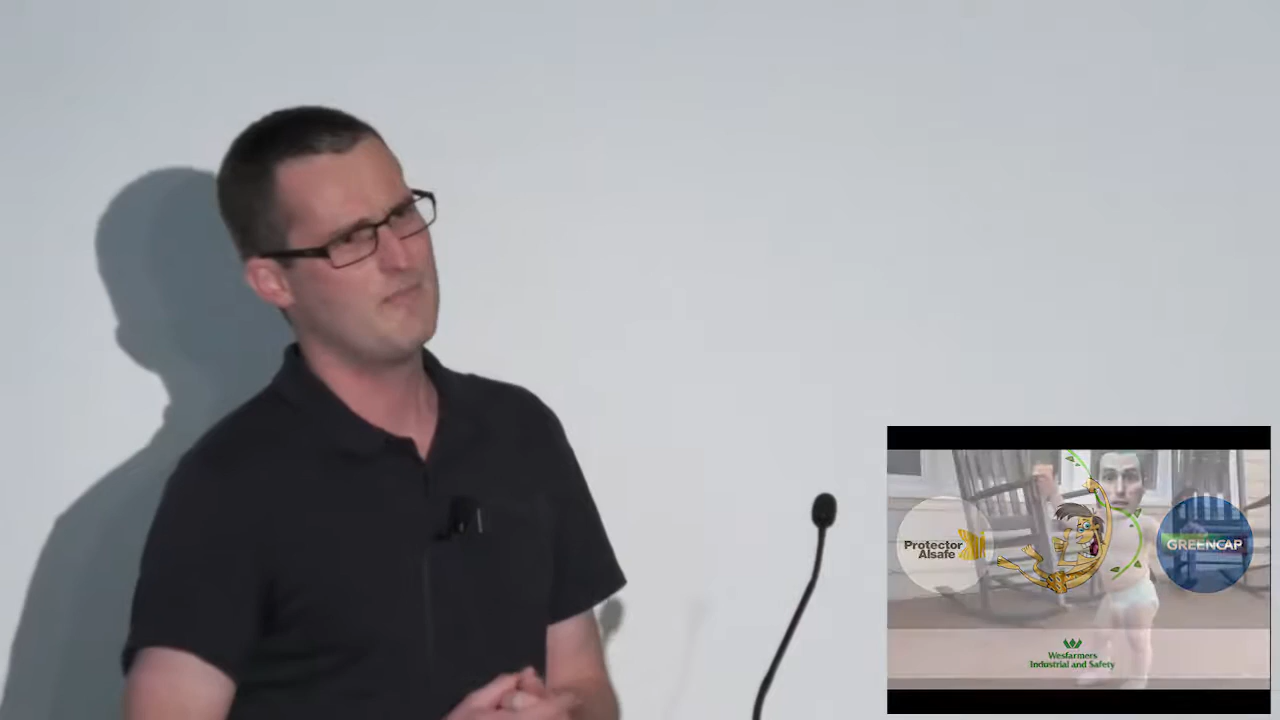 Protector
Alsafe
GREENCAP
Wesfarmers
Industrial and Safety